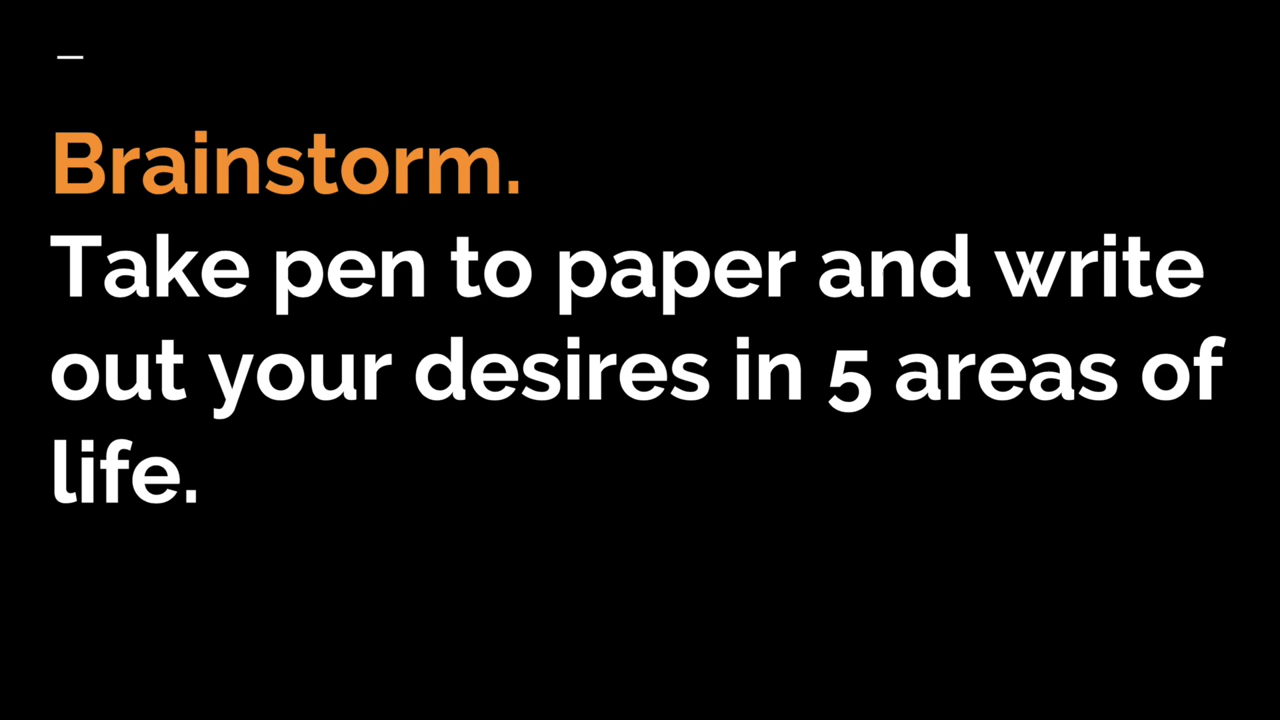 Brainstorm.
Take pen to paper and write
out your desires in 5 areas of
life.